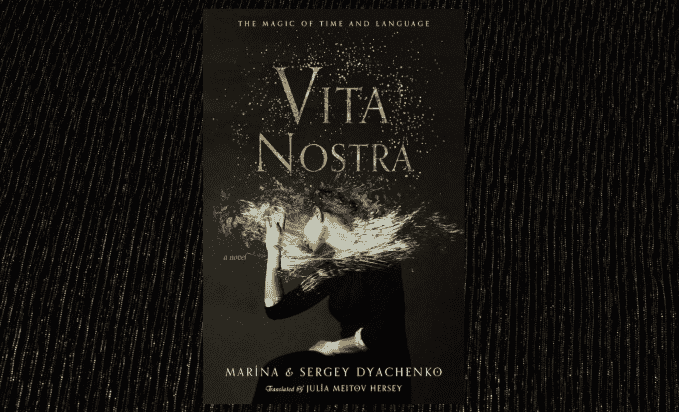 THE MAGIC OF TIME AND LANGUAGE
VITA
NOSTRA
a novel
MARINA & SERGEY DYACHENKO
Translated by JULIA MEITOV HERSEY